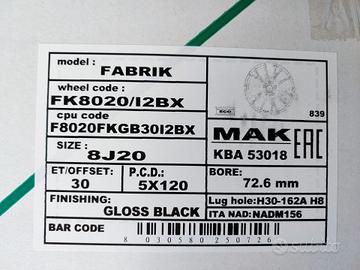 model :
FABRIK
wheel code :
FK8020/I2BX
cpu code
F8020FKGB30I2BX
SIZE :
8J20
ET/OFFSET:
30
P.C.D.:
5X120
FINISHING:
GLOSS BLACK
BAR CODE
8 030580 250726
ECO
839
MAK EAC
KBA 53018
BORE:
72.6 mm
Lug hole:H30-162A H8
ITA NAD:NADM156
subito